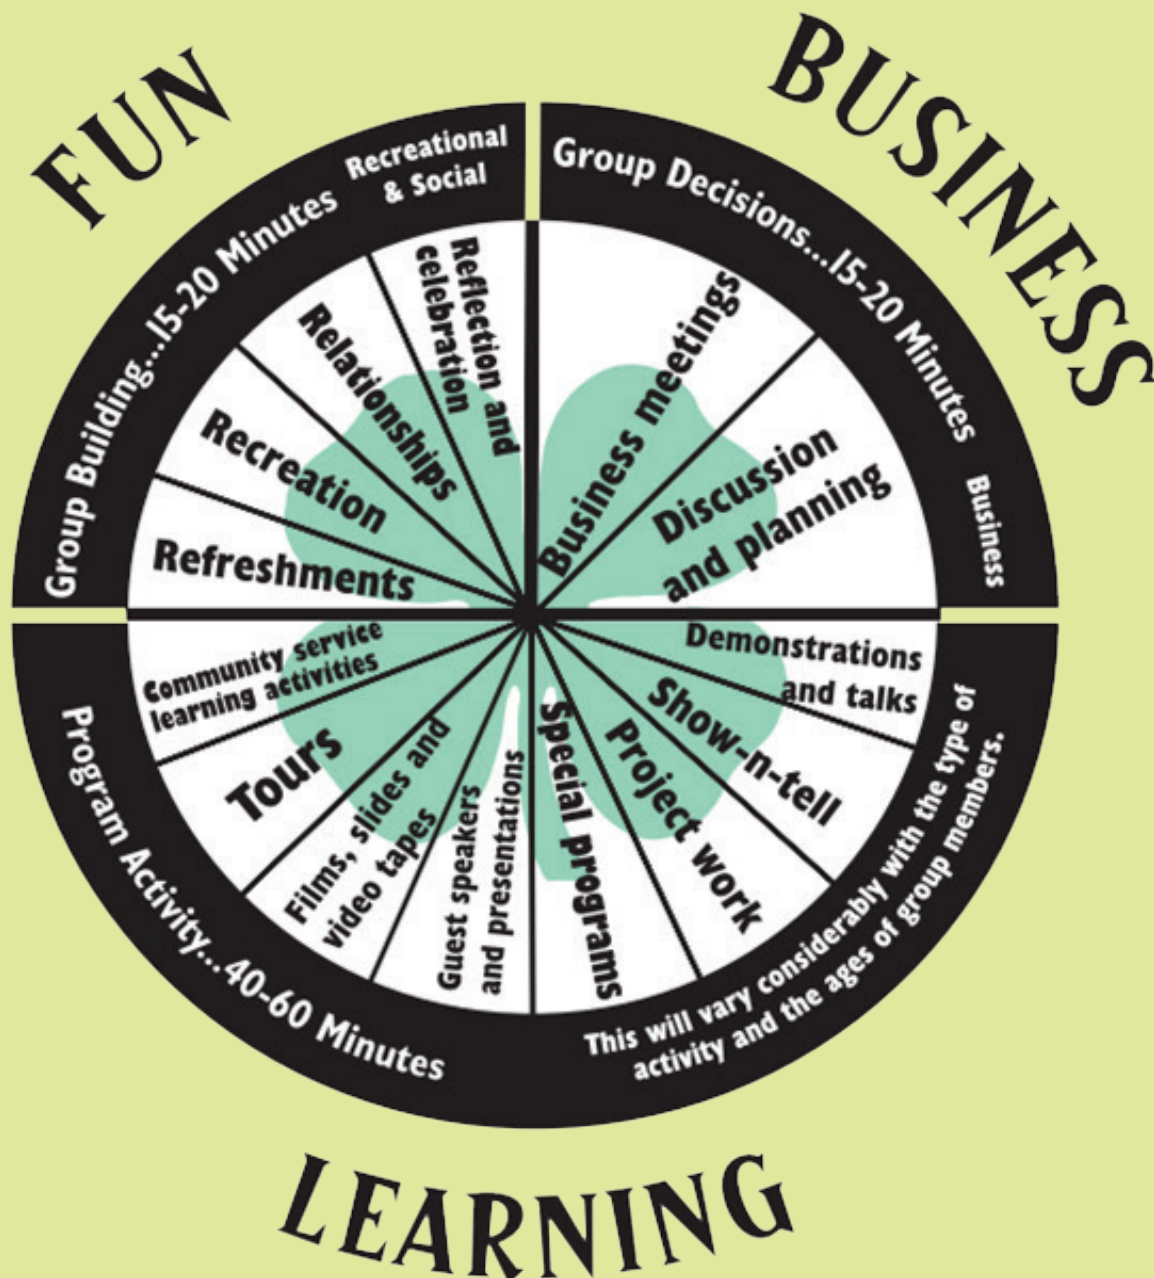 FUN
BUSINESS
Group Building...15-20 Minutes
Recreational
& Social
Group Decisions...15-20 Minutes
Business
Refreshments
Recreation
Relationships
Reflection and
celebration
Business meetings
Discussion
and planning
Demonstrations
and talks
Show-n-tell
Project work
Special programs
Guest speakers
and presentations
Films, slides and
video tapes
Tours
Community service
learning activities
Program Activity...40-60 Minutes
This will vary considerably with the type of
activity and the ages of group members.
LEARNING